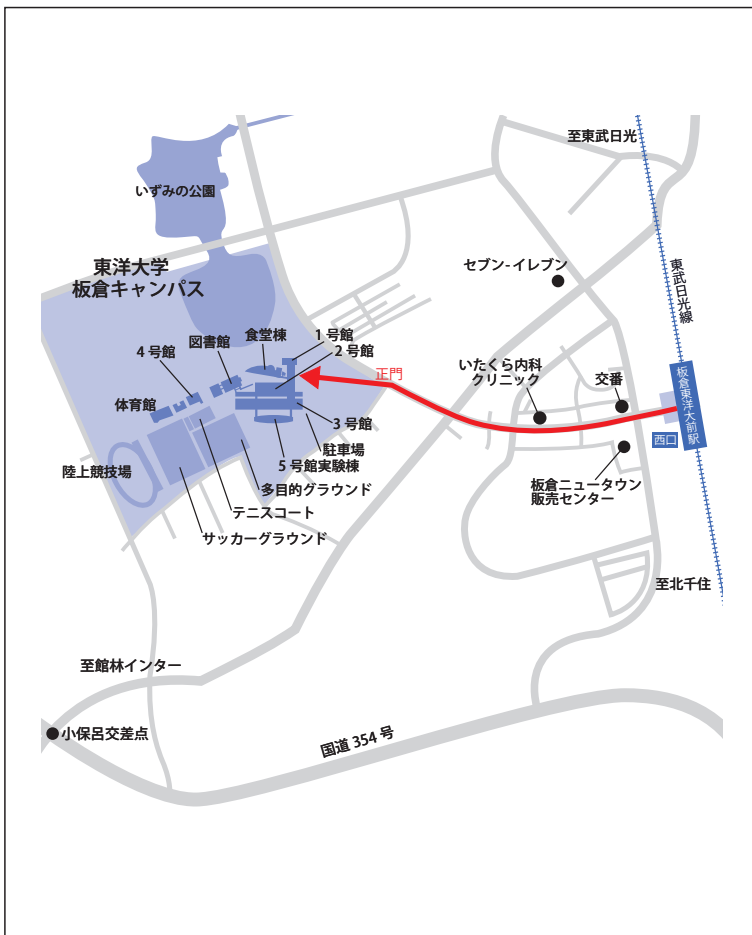 至東武日光
いずみの公園
東洋大学
板倉キャンパス
セブン-イレブン
東武日光線
食堂棟
1号館
図書館
2号館
4号館
いたくら内科
クリニック
正門
交番
板倉東洋大前駅
体育館
3号館
西口
駐車場
陸上競技場
5号館実験棟
板倉ニュータウン
販売センター
多目的グラウンド
テニスコート
サッカーグラウンド
至北千住
至館林インター
小保呂交差点
国道354号